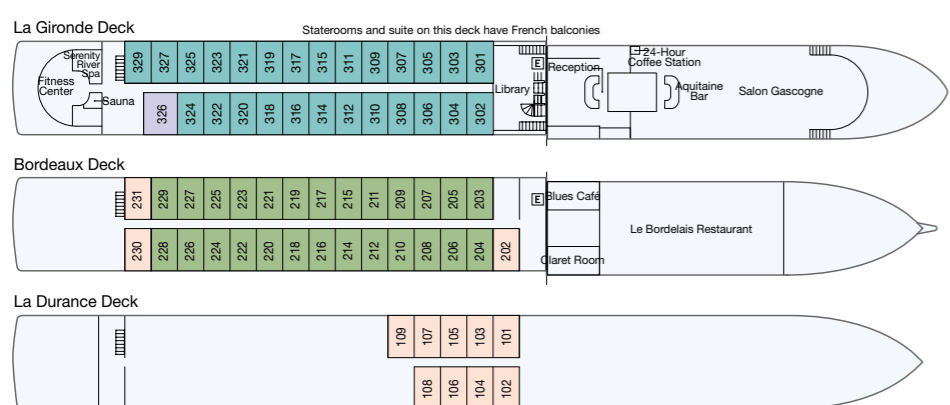 La Gironde Deck
Staterooms and suite on this deck have French balconies
Serenity
River
Spa
Fitness
Center
Sauna
329 327 325 323 321 319 317 315 311 309 307 305 303 301
326 324 322 320 318 316 314 312 310 308 306 304 302
Library
E
Reception
24-Hour
Coffee Station
Aquitaine
Bar
Salon Gascogne
Bordeaux Deck
231 229 227 225 223 221 219 217 215 211 209 207 205 203
230 228 226 224 222 220 218 216 214 212 210 208 206 204 202
E
Blues Café
Claret Room
Le Bordelais Restaurant
La Durance Deck
109 107 105 103 101
108 106 104 102